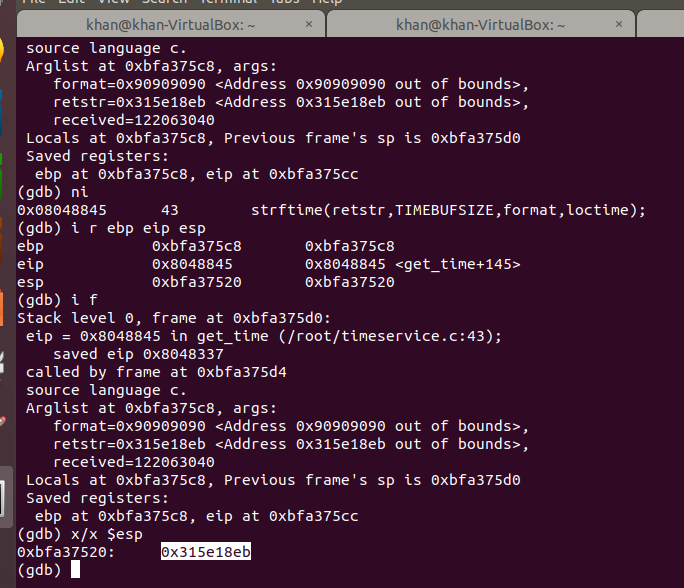 File Edit View Search Terminal Tabs Help
khan@khan-VirtualBox: ~ × khan@khan-VirtualBox: ~ ×
source language c.
Arglist at 0xbfa375c8, args:
format=0x90909090 <Address 0x90909090 out of bounds>,
retstr=0x315e18eb <Address 0x315e18eb out of bounds>,
received=122063040
Locals at 0xbfa375c8, Previous frame's sp is 0xbfa375d0
Saved registers:
ebp at 0xbfa375c8, eip at 0xbfa375cc
(gdb) ni
0x08048845 43 strftime(retstr,TIMEBUFSIZE,format,loctime);
(gdb) i r ebp eip esp
ebp 0xbfa375c8 0xbfa375c8
eip 0x8048845 0x8048845 <get_time+145>
esp 0xbfa37520 0xbfa37520
(gdb) i f
Stack level 0, frame at 0xbfa375d0:
eip = 0x8048845 in get_time (/root/timeservice.c:43);
saved eip 0x8048337
called by frame at 0xbfa375d4
source language c.
Arglist at 0xbfa375c8, args:
format=0x90909090 <Address 0x90909090 out of bounds>,
retstr=0x315e18eb <Address 0x315e18eb out of bounds>,
received=122063040
Locals at 0xbfa375c8, Previous frame's sp is 0xbfa375d0
Saved registers:
ebp at 0xbfa375c8, eip at 0xbfa375cc
(gdb) x/x $esp
0xbfa37520: 0x315e18eb
(gdb)